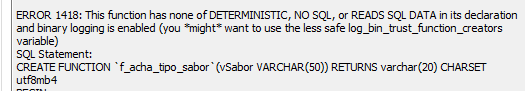 ERROR 1418: This function has none of DETERMINISTIC, NO SQL, or READS SQL DATA in its declaration
and binary logging is enabled (you *might* want to use the less safe log_bin_trust_function_creators
variable)
SQL Statement:
CREATE FUNCTION `f_acha_tipo_sabor`(vSabor VARCHAR(50)) RETURNS varchar(20) CHARSET
utf8mb4
BEGIN